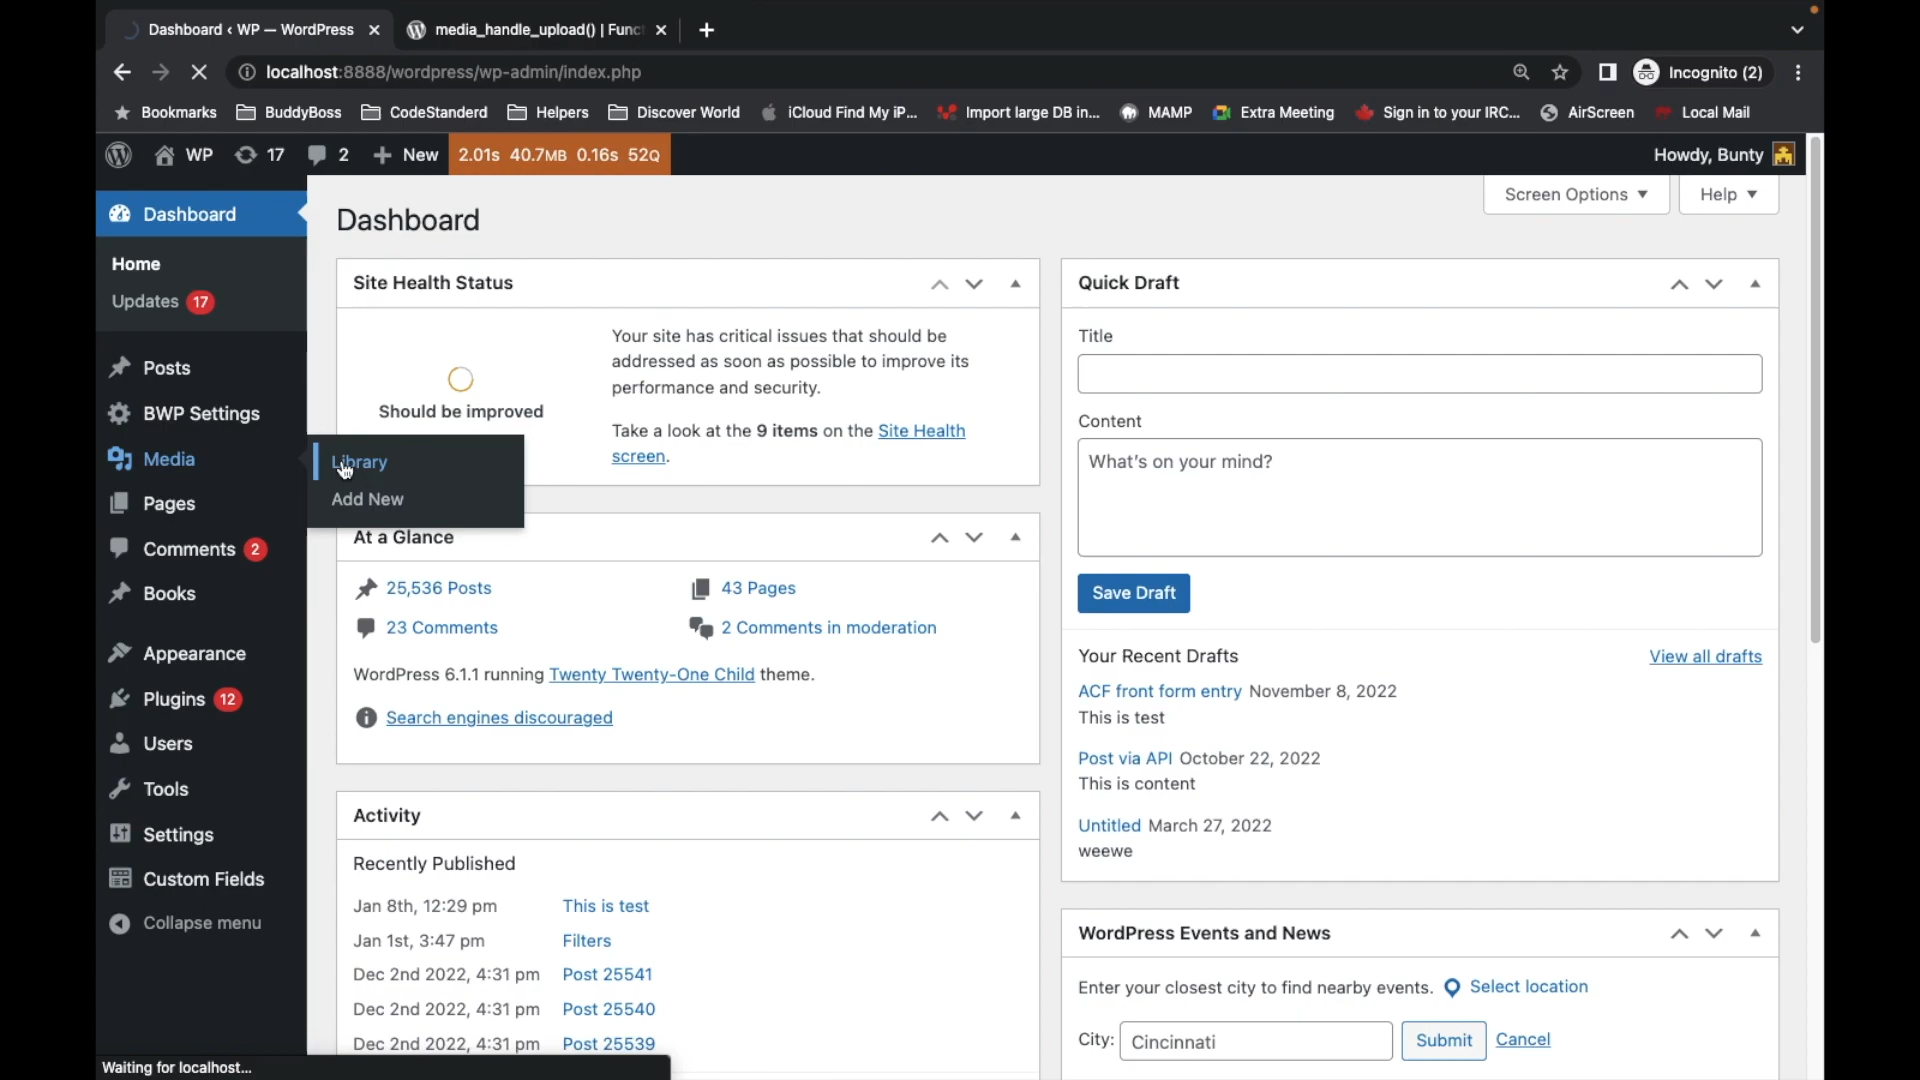 Dashboard ‹ WP — WordPress
media_handle_upload() | Func
localhost:8888/wordpress/wp-admin/index.php
Incognito (2)
Bookmarks
BuddyBoss
CodeStanderd
Helpers
Discover World
iCloud Find My iP...
Import large DB in...
MAMP
Extra Meeting
Sign in to your IRC...
AirScreen
Local Mail
WP
17
2
New
2.01s 40.7MB 0.16s 52Q
Howdy, Bunty
Dashboard
Home
Updates 17
Posts
BWP Settings
Media
Library
Add New
Pages
Comments 2
Books
Appearance
Plugins 12
Users
Tools
Settings
Custom Fields
Collapse menu
Screen Options
Help
Dashboard
Site Health Status
Should be improved
Your site has critical issues that should be
addressed as soon as possible to improve its
performance and security.
Take a look at the 9 items on the Site Health
screen.
At a Glance
25,536 Posts
43 Pages
23 Comments
2 Comments in moderation
WordPress 6.1.1 running Twenty Twenty-One Child theme.
Search engines discouraged
Activity
Recently Published
Jan 8th, 12:29 pm This is test
Jan 1st, 3:47 pm Filters
Dec 2nd 2022, 4:31 pm Post 25541
Dec 2nd 2022, 4:31 pm Post 25540
Dec 2nd 2022, 4:31 pm Post 25539
Quick Draft
Title
Content
What's on your mind?
Save Draft
Your Recent Drafts
View all drafts
ACF front form entry November 8, 2022
This is test
Post via API October 22, 2022
This is content
Untitled March 27, 2022
weewe
WordPress Events and News
Enter your closest city to find nearby events. Select location
City: Cincinnati Submit Cancel
Waiting for localhost...